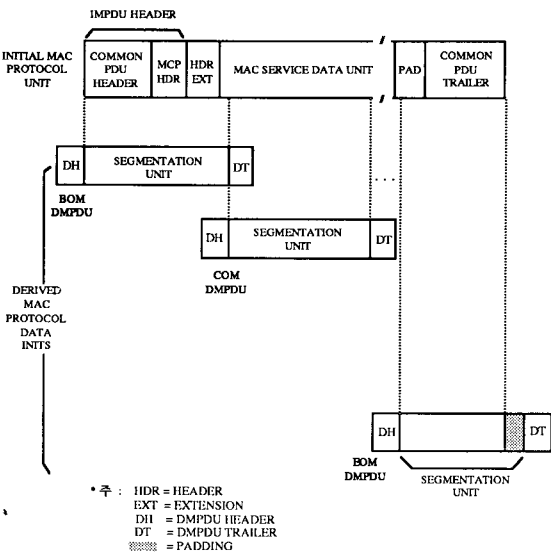 IMPDU HEADER
INITIAL MAC
PROTOCOL
UNIT
COMMON
PDU
HEADER
MCP
HDR
HDR
EXT
MAC SERVICE DATA UNIT
PAD
COMMON
PDU
TRAILER
DH
SEGMENTATION
UNIT
DT
BOM
DMPDU
. . .
DH
SEGMENTATION
UNIT
DT
COM
DMPDU
DERIVED
MAC
PROTOCOL
DATA
INITS
DH
DT
BOM
DMPDU
SEGMENTATION
UNIT
* 주 : HDR = HEADER
EXT = EXTENSION
DH = DMPDU HEADER
DT = DMPDU TRAILER
= PADDING